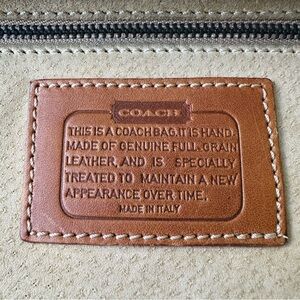 COACH
THIS IS A COACH BAG. IT IS HAND-
MADE OF GENUINE FULL GRAIN
LEATHER, AND IS SPECIALLY
TREATED TO MAINTAIN A NEW
APPEARANCE OVER TIME.
MADE IN ITALY